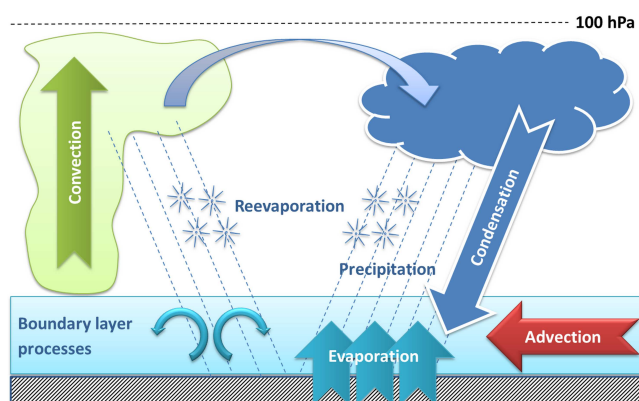 100 hPa
Convection
Reevaporation
Condensation
Precipitation
Boundary layer
processes
Evaporation
Advection